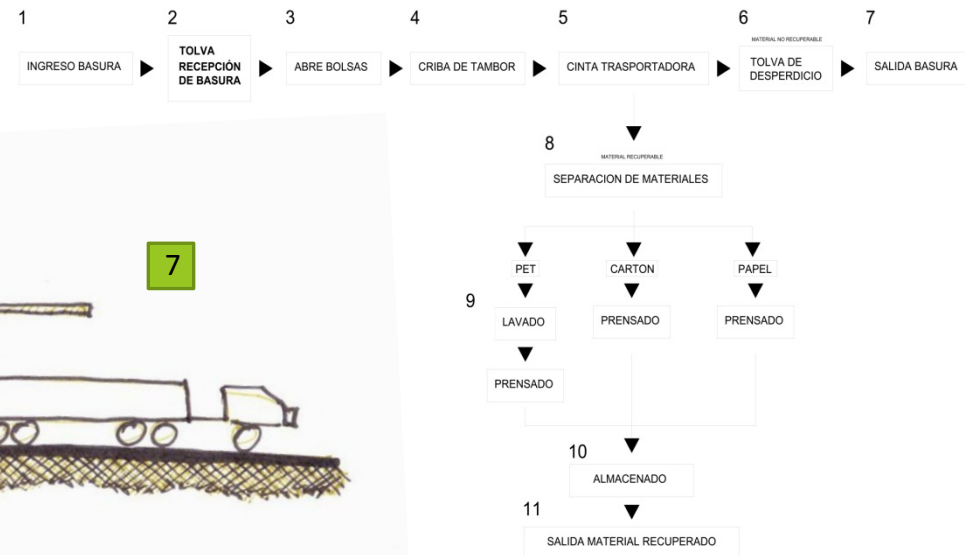 1
2
3
4
5
6
7
INGRESO BASURA
TOLVA
RECEPCIÓN
DE BASURA
ABRE BOLSAS
CRIBA DE TAMBOR
CINTA TRASPORTADORA
MATERIAL NO RECUPERABLE
TOLVA DE
DESPERDICIO
SALIDA BASURA
8
MATERIAL RECUPERABLE
SEPARACION DE MATERIALES
7
PET
CARTON
PAPEL
9
LAVADO
PRENSADO
PRENSADO
PRENSADO
10
ALMACENADO
11
SALIDA MATERIAL RECUPERADO